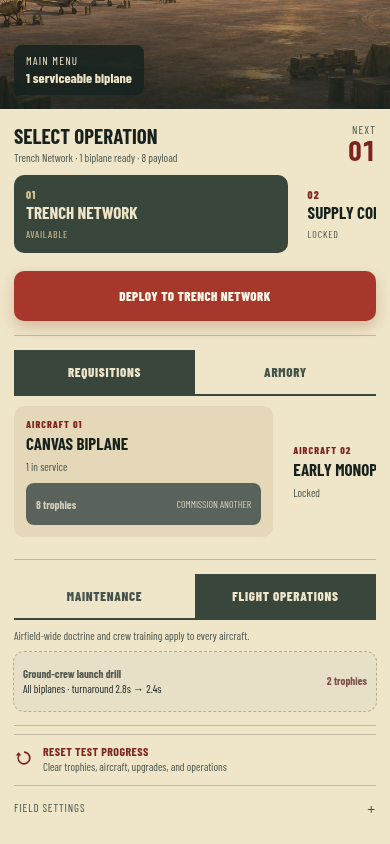 MAIN MENU
1 serviceable biplane
SELECT OPERATION
Trench Network · 1 biplane ready · 8 payload
NEXT
01
01
TRENCH NETWORK
AVAILABLE
02
SUPPLY
LOCKED
DEPLOY TO TRENCH NETWORK
REQUISITIONS
ARMORY
AIRCRAFT 01
CANVAS BIPLANE
1 in service
8 trophies
COMMISSION ANOTHER
AIRCRAFT 02
EARLY
Locked
MAINTENANCE
FLIGHT OPERATIONS
Airfield-wide doctrine and crew training apply to every aircraft.
Ground-crew launch drill
All biplanes · turnaround 2.8s → 2.4s
2 trophies
RESET TEST PROGRESS
Clear trophies, aircraft, upgrades, and operations
FIELD SETTINGS
+